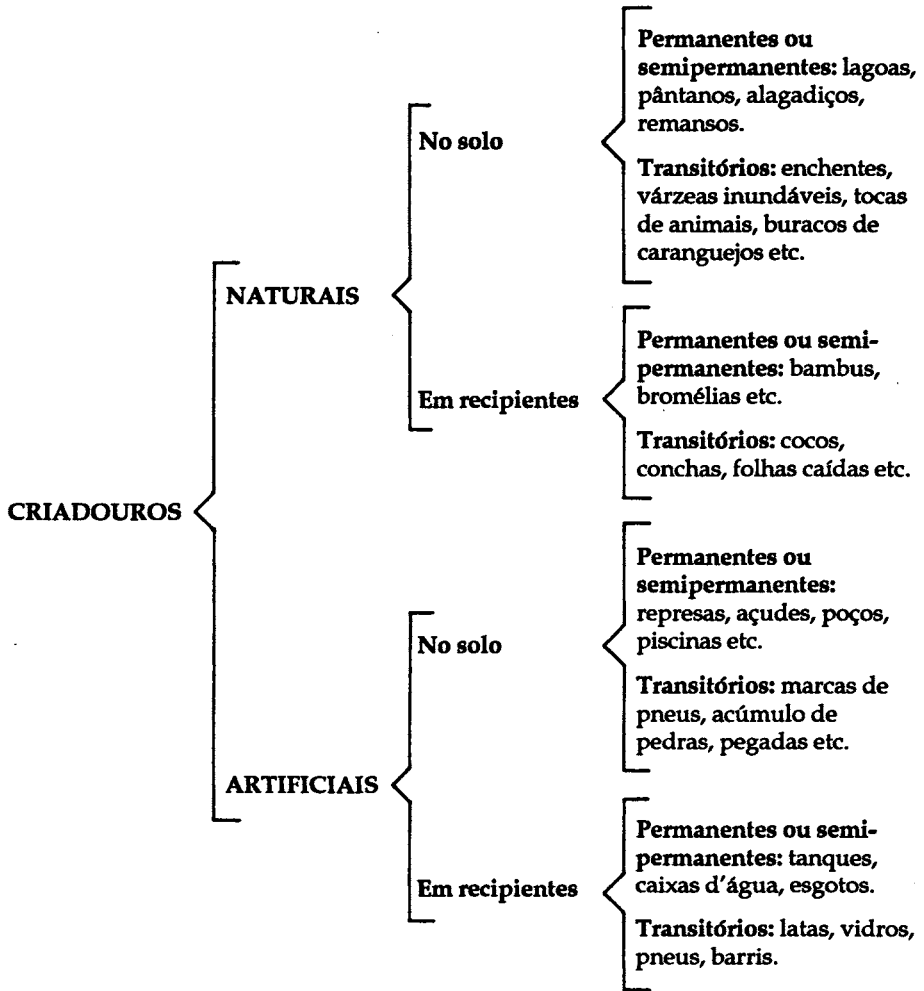 CRIADOUROS
NATURAIS
No solo
Permanentes ou
semipermanentes: lagoas,
pântanos, alagadiços,
remansos.
Transitórios: enchentes,
várzeas inundáveis, tocas
de animais, buracos de
caranguejos etc.
Em recipientes
Permanentes ou semi-
permanentes: bambus,
bromélias etc.
Transitórios: cocos,
conchas, folhas caídas etc.
ARTIFICIAIS
No solo
Permanentes ou
semipermanentes:
represas, açudes, poços,
piscinas etc.
Transitórios: marcas de
pneus, acúmulo de
pedras, pegadas etc.
Em recipientes
Permanentes ou semi-
permanentes: tanques,
caixas d'água, esgotos.
Transitórios: latas, vidros,
pneus, barris.